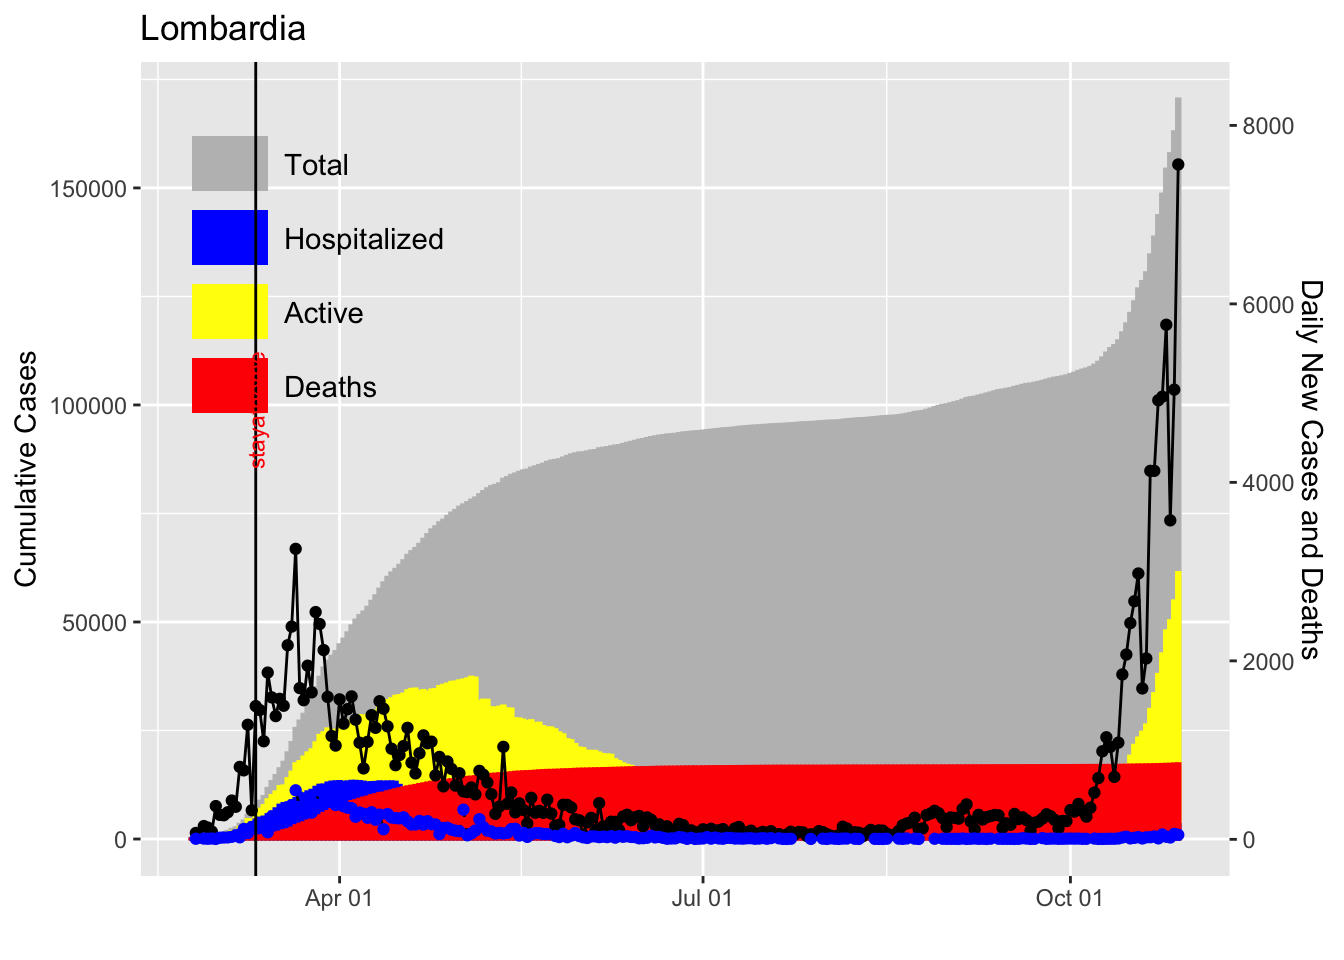 Lombardia
Total
Hospitalized
Active
Deaths
Cumulative Cases
150000
100000
50000
0
8000
6000
4000
2000
0
Daily New Cases and Deaths
Apr 01
Jul 01
Oct 01